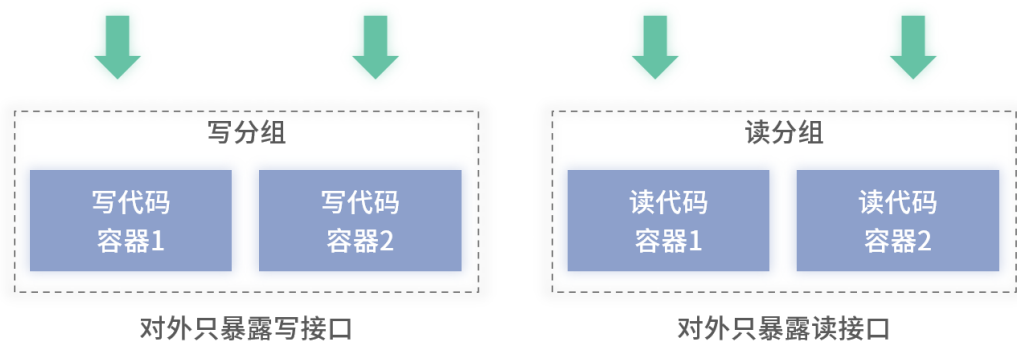 写分组
写代码
容器1
写代码
容器2
对外只暴露写接口
读分组
读代码
容器1
读代码
容器2
对外只暴露读接口